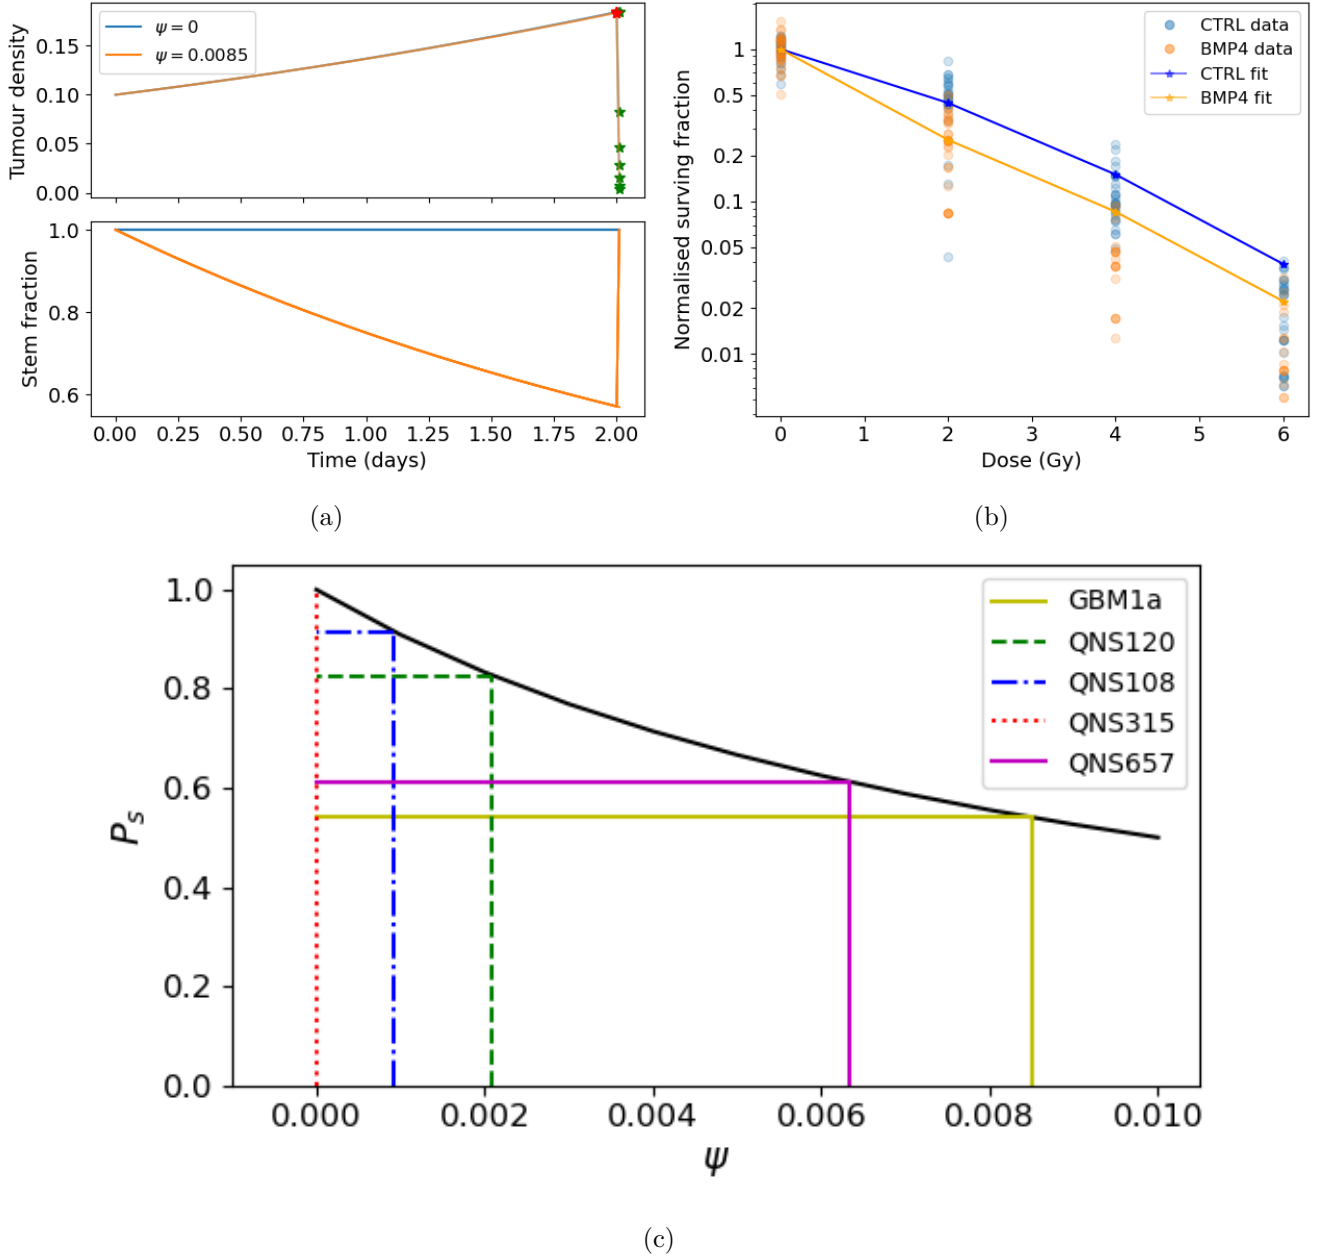 ψ = 0
ψ = 0.0085
Tumour density
0.15
0.10
0.05
0.00
Stem fraction
1.0
0.8
0.6
0.00 0.25 0.50 0.75 1.00 1.25 1.50 1.75 2.00
Time (days)
(a)
CTRL data
BMP4 data
CTRL fit
BMP4 fit
Normalised surving fraction
1
0.5
0.2
0.1
0.05
0.02
0.01
0 1 2 3 4 5 6
Dose (Gy)
(b)
GBM1a
QNS120
QNS108
QNS315
QNS657
P_s
1.0
0.8
0.6
0.4
0.2
0.0
0.000 0.002 0.004 0.006 0.008 0.010
ψ
(c)